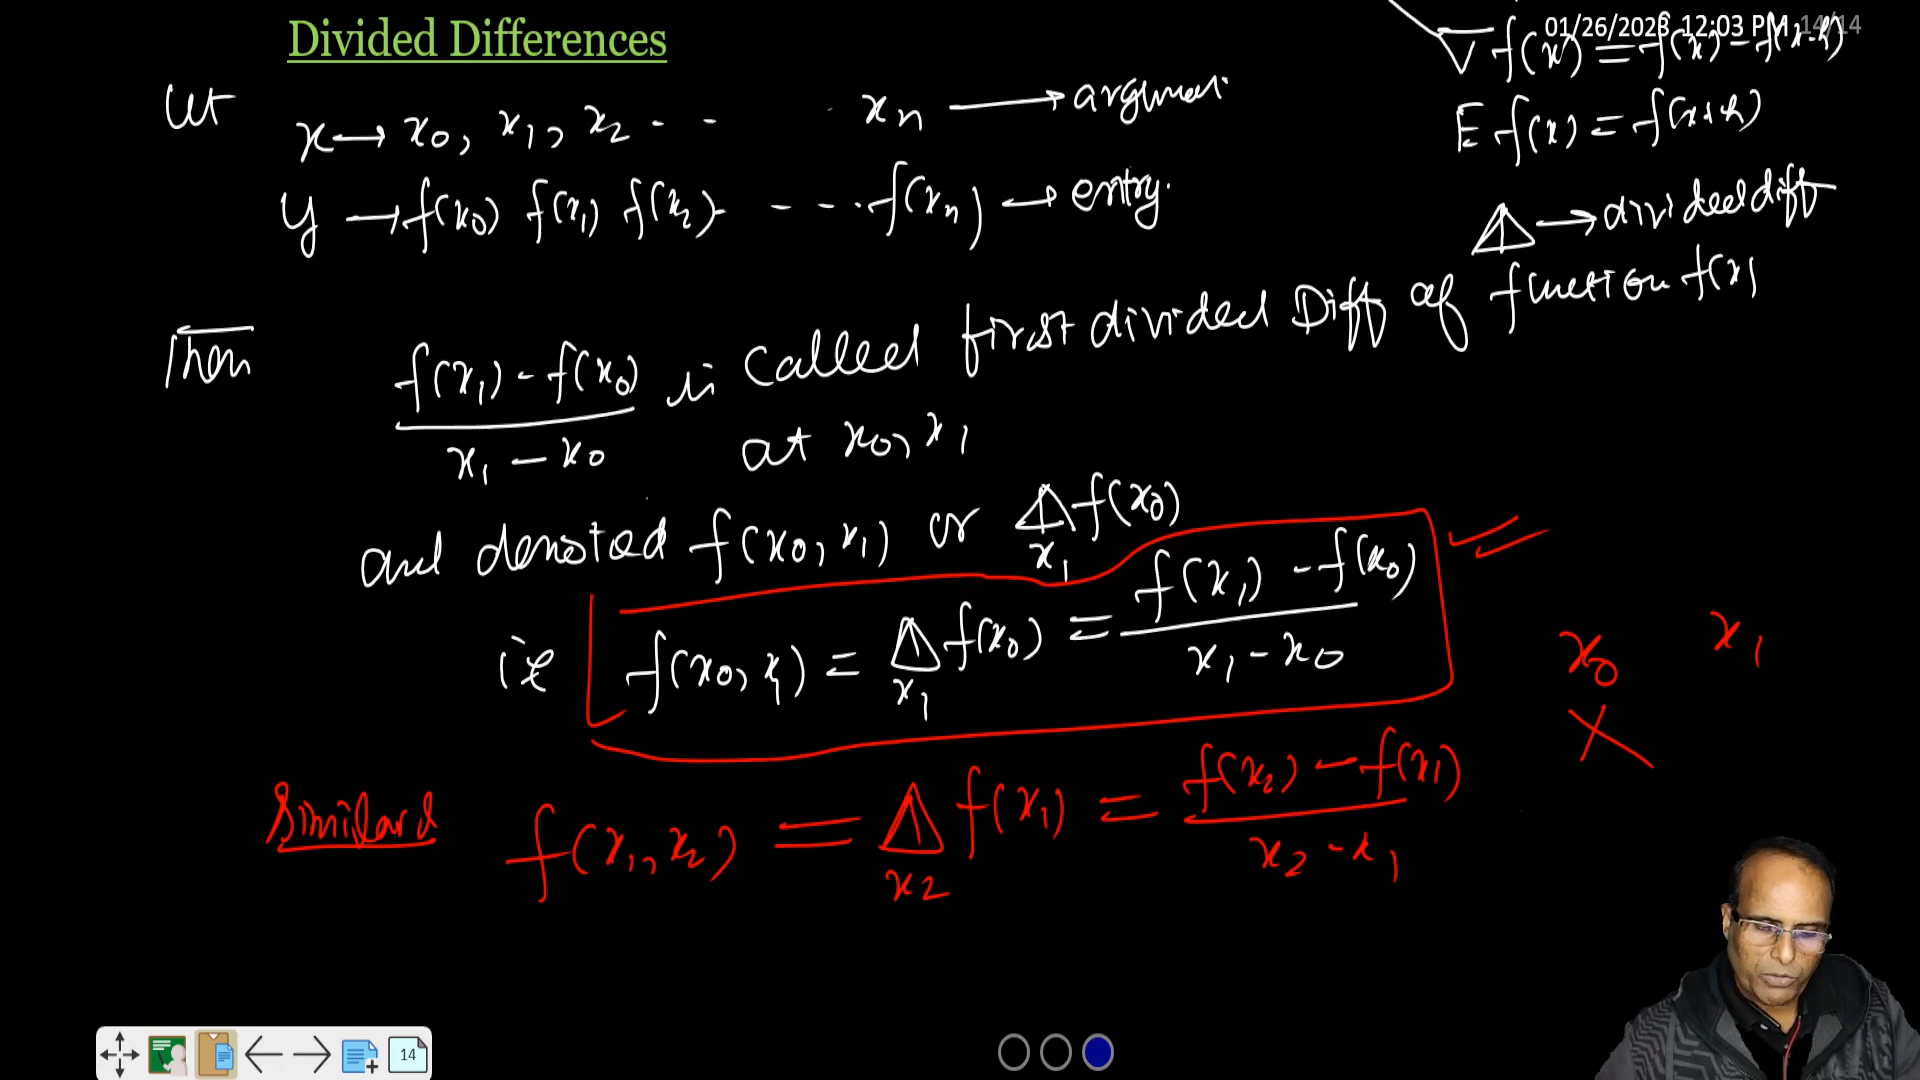 Divided Differences
01/26/2023 12:03 PM 14/14
∇ f(x) = f(x) - f(x-h)
Let x → x0, x1, x2 - - . xn → argument
E f(x) = f(x+h)
y → f(x0) f(x1) f(x2) - - - . . f(xn) → entry.
⍋ → divided diff
Then f(x1) - f(x0) / x1 - x0 is called first divided Diff of function f(x)
at x0, x1
and denoted f(x0, x1) or ⍋x1 f(x0)
ie f(x0, x1) = ⍋x1 f(x0) = f(x1) - f(x0) / x1 - x0
x0 x1
f(x1, x2) = ⍋x2 f(x1) = f(x2) - f(x1) / x2 - x1
14